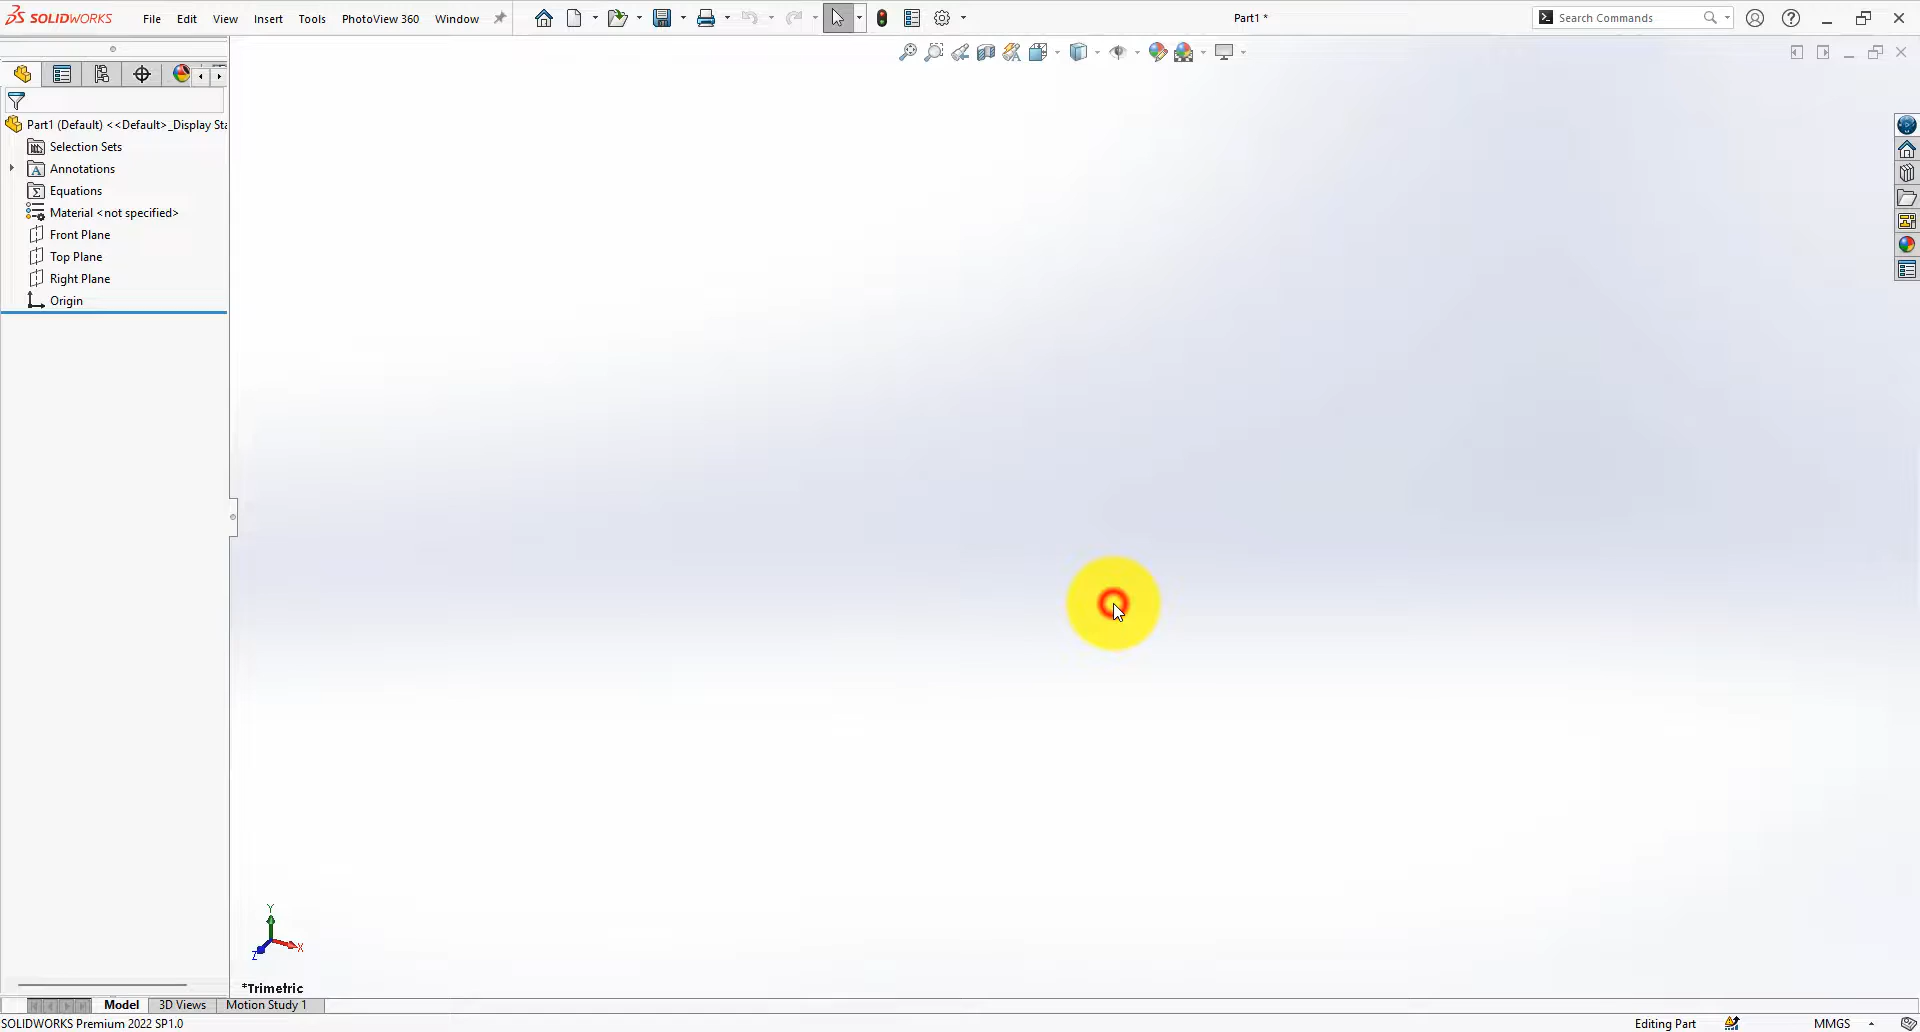 SOLIDWORKS File Edit View Insert Tools PhotoView 360 Window Part1 * Search Commands
Part1 (Default) <<Default>_Display Sta
Selection Sets
Annotations
Equations
Material <not specified>
Front Plane
Top Plane
Right Plane
Origin
Y
X
Z
*Trimetric
Model 3D Views Motion Study 1
SOLIDWORKS Premium 2022 SP1.0 Editing Part MMGS